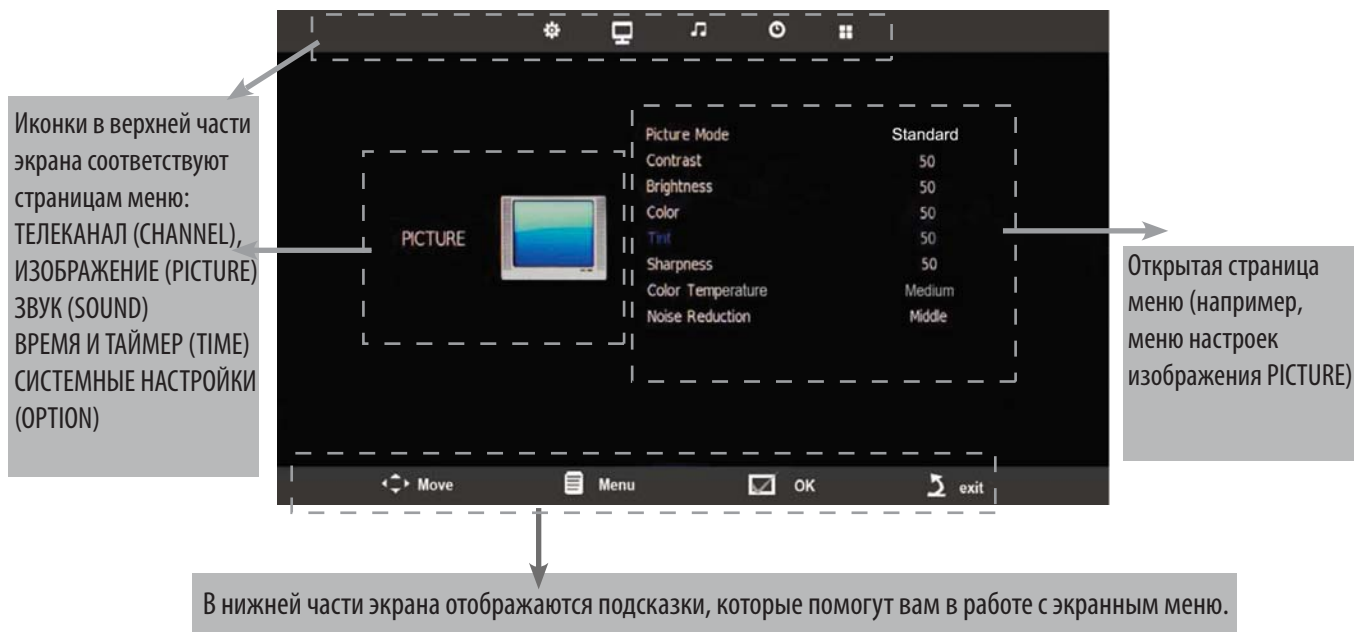 Иконки в верхней части
экрана соответствуют
страницам меню:
ТЕЛЕКАНАЛ (CHANNEL),
ИЗОБРАЖЕНИЕ (PICTURE)
ЗВУК (SOUND)
ВРЕМЯ И ТАЙМЕР (TIME)
СИСТЕМНЫЕ НАСТРОЙКИ
(OPTION)
PICTURE
Picture Mode Standard
Contrast 50
Brightness 50
Color 50
Tint 50
Sharpness 50
Color Temperature Medium
Noise Reduction Middle
Открытая страница
меню (например,
меню настроек
изображения PICTURE)
Move Menu OK exit
В нижней части экрана отображаются подсказки, которые помогут вам в работе с экранным меню.